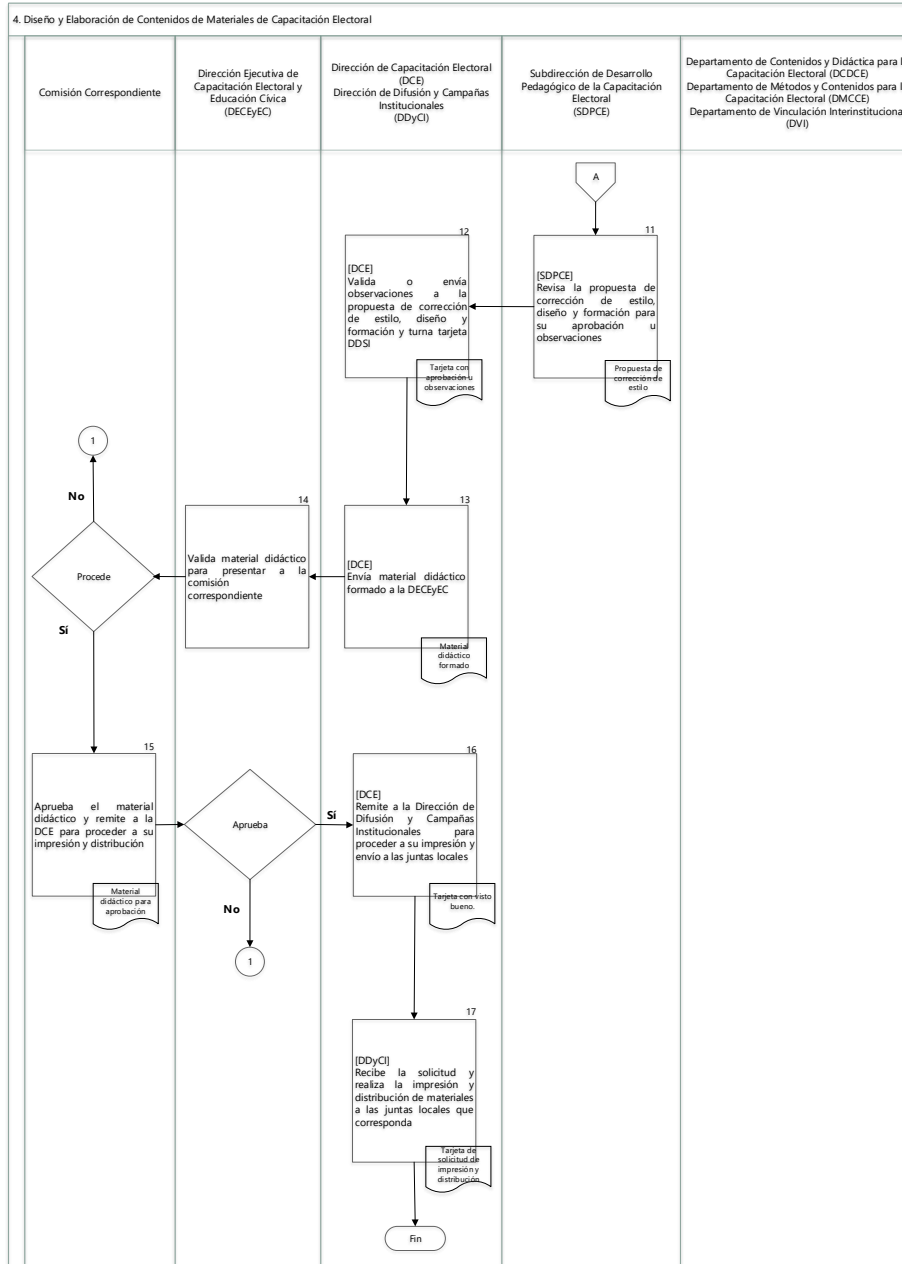 4. Diseño y Elaboración de Contenidos de Materiales de Capacitación Electoral
Comisión Correspondiente
Dirección Ejecutiva de
Capacitación Electoral y
Educación Cívica
(DECEyEC)
Dirección de Capacitación Electoral
(DCE)
Dirección de Difusión y Campañas
Institucionales
(DDyCI)
Subdirección de Desarrollo
Pedagógico de la Capacitación
Electoral
(SDPCE)
Departamento de Contenidos y Didáctica para
Capacitación Electoral (DCDCE)
Departamento de Métodos y Contenidos para
Capacitación Electoral (DMCCE)
Departamento de Vinculación Interinstitucional
(DVI)
A
11
[SDPCE]
Revisa la propuesta de
corrección de estilo,
diseño y formación para
su aprobación u
observaciones
Propuesta de
corrección de
estilo
12
[DCE]
Valida o envía
observaciones a la
propuesta de corrección
de estilo, diseño y
formación y turna tarjeta
DDSI
Tarjeta con
aprobación u
observaciones
13
[DCE]
Envía material didáctico
formado a la DECEyEC
Material
didáctico
formado
14
Valida material didáctico
para presentar a la
comisión
correspondiente
Procede
No
1
Sí
15
Aprueba el material
didáctico y remite a la
DCE para proceder a su
impresión y distribución
Material
didáctico para
aprobación
Aprueba
No
1
Sí
16
[DCE]
Remite a la Dirección de
Difusión y Campañas
Institucionales para
proceder a su impresión y
envío a las juntas locales
Tarjeta con visto
bueno.
17
[DDyCI]
Recibe la solicitud y
realiza la impresión y
distribución de materiales
a las juntas locales que
corresponda
Tarjeta de
solicitud de
impresión y
distribución
Fin